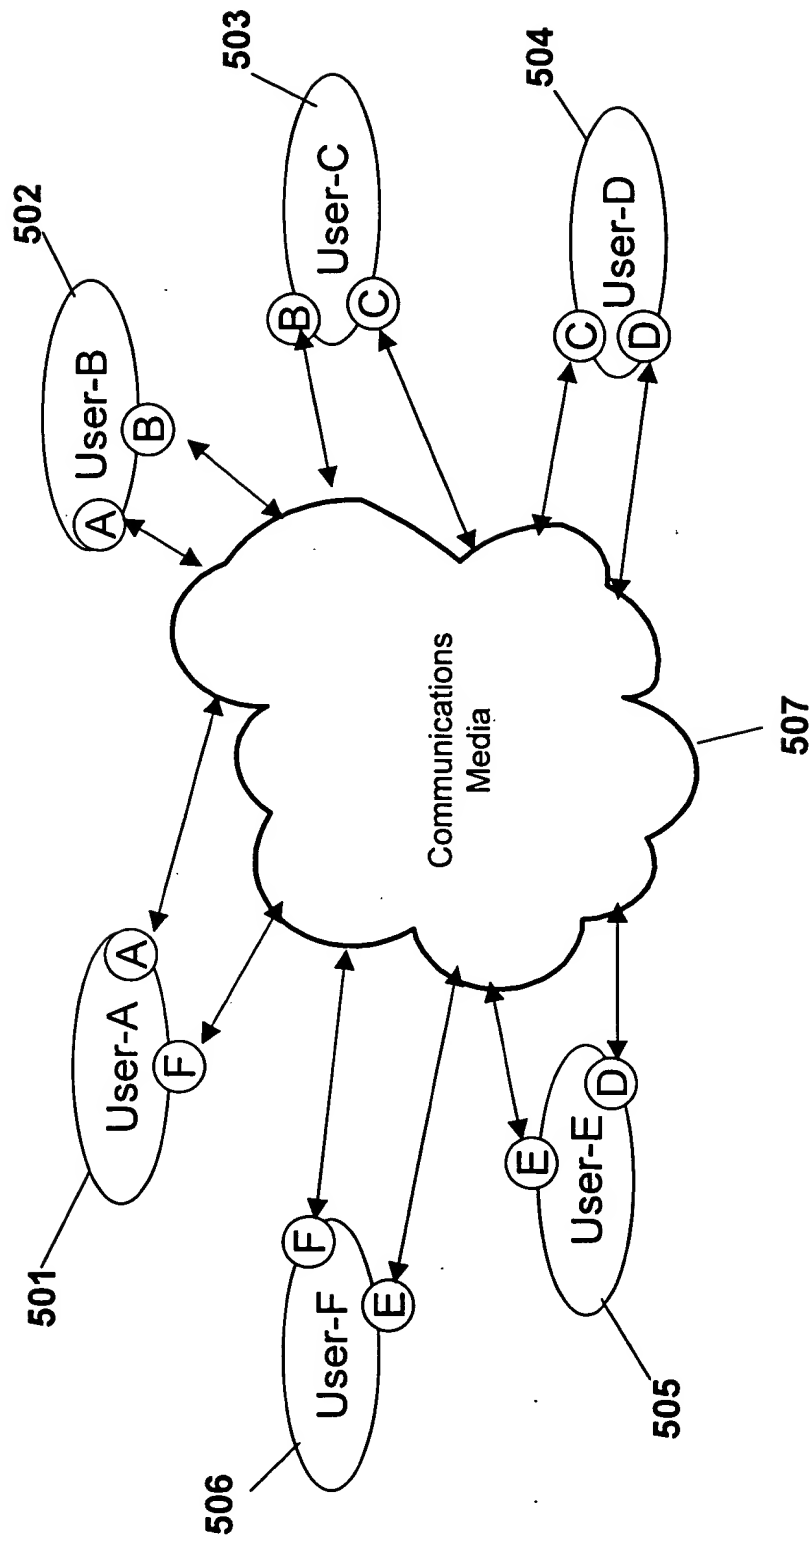 501
User-A
F
A
502
User-B
A
B
503
User-C
B
C
504
User-D
C
D
505
User-E
E
D
506
User-F
F
E
Communications
Media
507